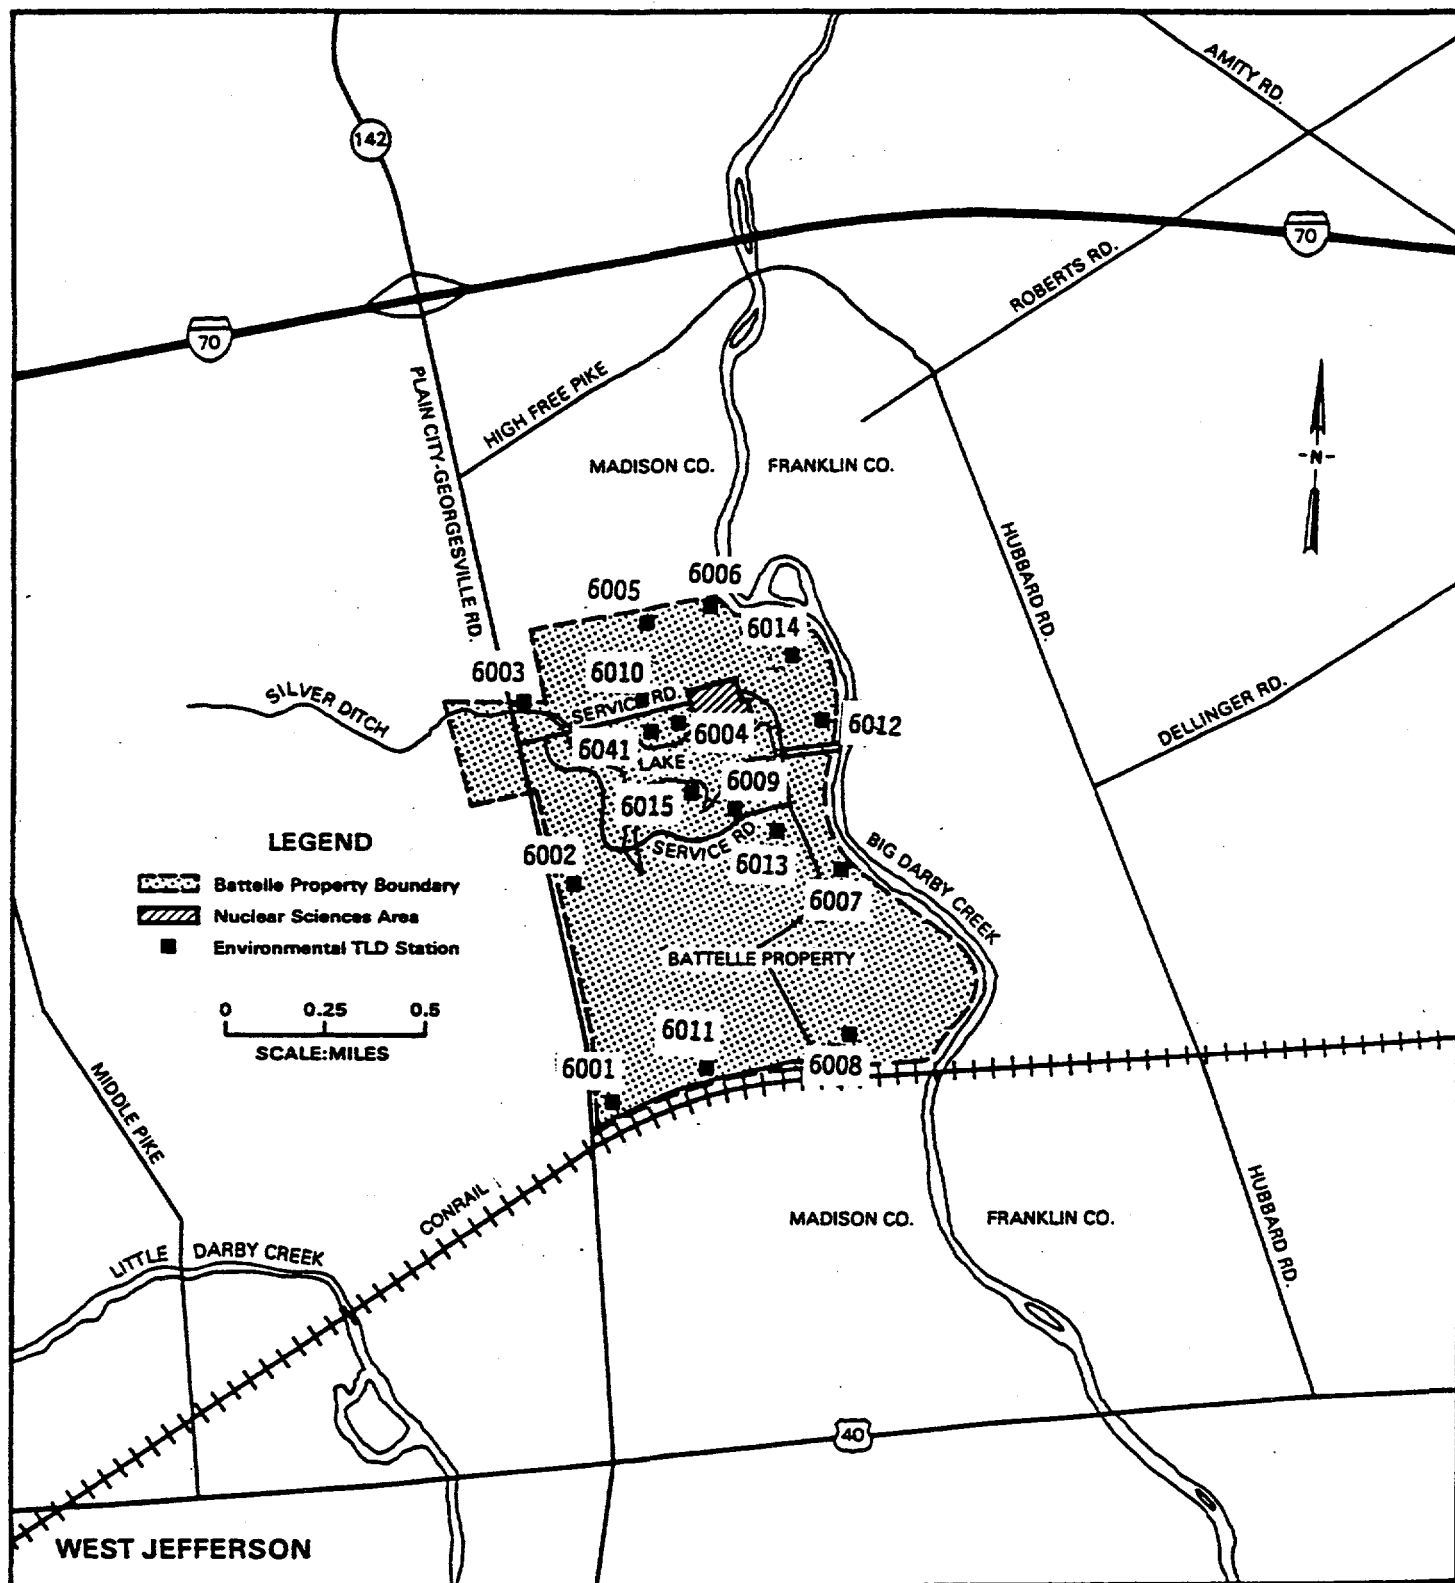 AMITY RD.
142
70
ROBERTS RD.
70
HIGH FREE PIKE
PLAIN CITY-GEORGESVILLE RD.
MADISON CO.
FRANKLIN CO.
-N-
HUBBARD RD.
6006
6005
6014
6003
6010
SILVER DITCH
SERVICE RD.
DELLINGER RD.
6004
6012
6041
LAKE
6009
6015
LEGEND
SERVICE RD.
6002
6013
BIG DARBY CREEK
Battelle Property Boundary
6007
Nuclear Sciences Area
Environmental TLD Station
BATTELLE PROPERTY
0 0.25 0.5
SCALE:MILES
6011
6001
6008
MIDDLE PIKE
CONRAIL
MADISON CO.
FRANKLIN CO.
HUBBARD RD.
LITTLE DARBY CREEK
40
WEST JEFFERSON